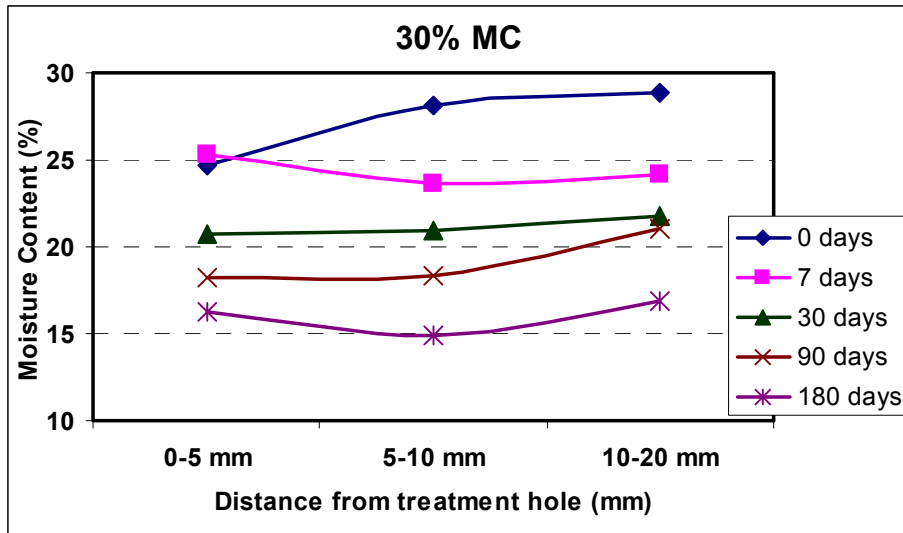 30% MC
30
25
20
15
10
Moisture Content (%)
0-5 mm
5-10 mm
10-20 mm
Distance from treatment hole (mm)
0 days
7 days
30 days
90 days
180 days